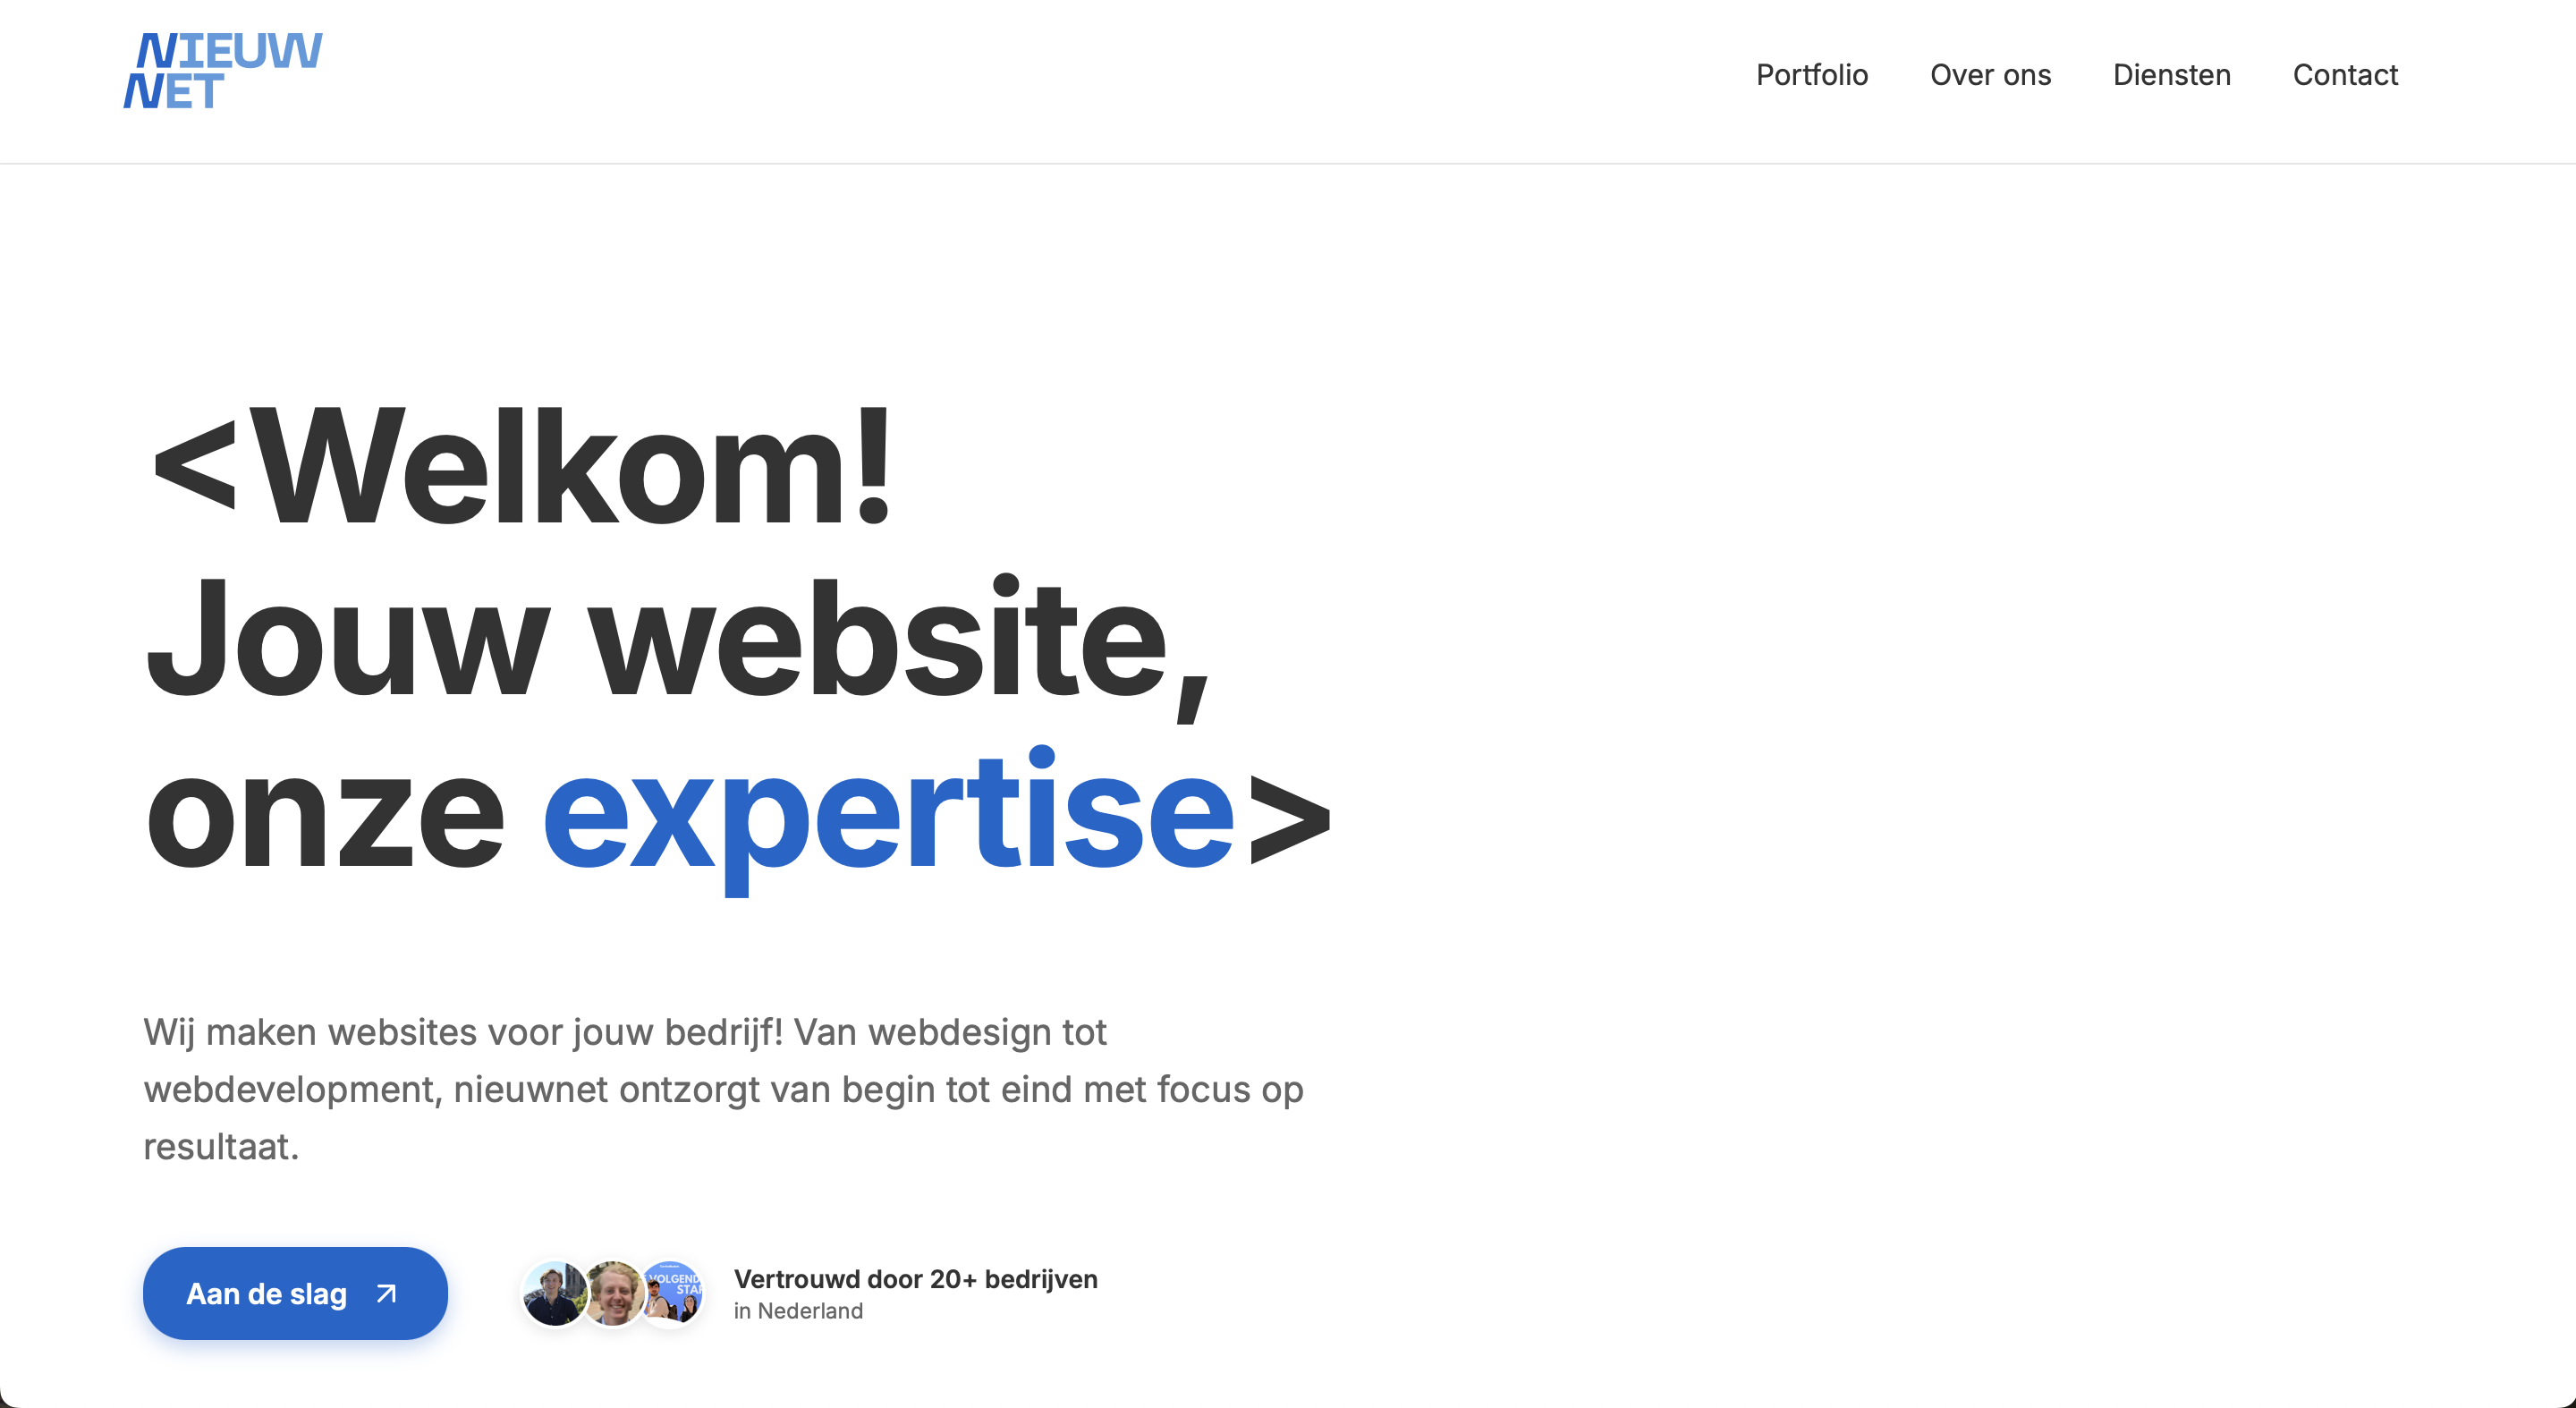 NIEUW
NET
Portfolio
Over ons
Diensten
Contact
<Welkom!
Jouw website,
onze expertise>
Wij maken websites voor jouw bedrijf! Van webdesign tot
webdevelopment, nieuwnet ontzorgt van begin tot eind met focus op
resultaat.
Aan de slag
Vertrouwd door 20+ bedrijven
in Nederland